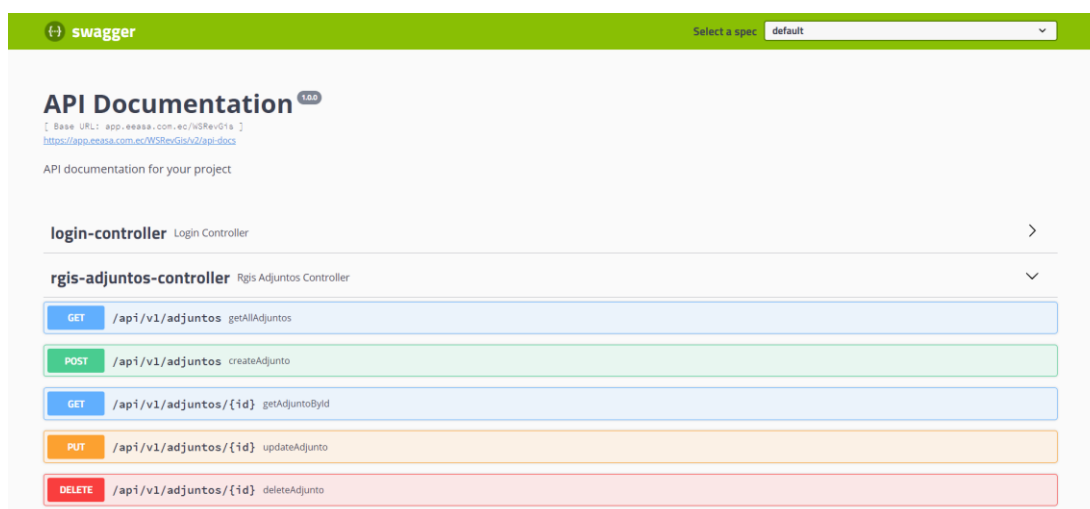 swagger Select a spec default
API Documentation 1.0.0
[ Base URL: app.eeasa.com.ec/WSRevGis ]
https://app.eeasa.com.ec/WSRevGis/v2/api-docs
API documentation for your project
login-controller Login Controller
rgis-adjuntos-controller Rgis Adjuntos Controller
GET /api/v1/adjuntos getAllAdjuntos
POST /api/v1/adjuntos createAdjunto
GET /api/v1/adjuntos/{id} getAdjuntoById
PUT /api/v1/adjuntos/{id} updateAdjunto
DELETE /api/v1/adjuntos/{id} deleteAdjunto